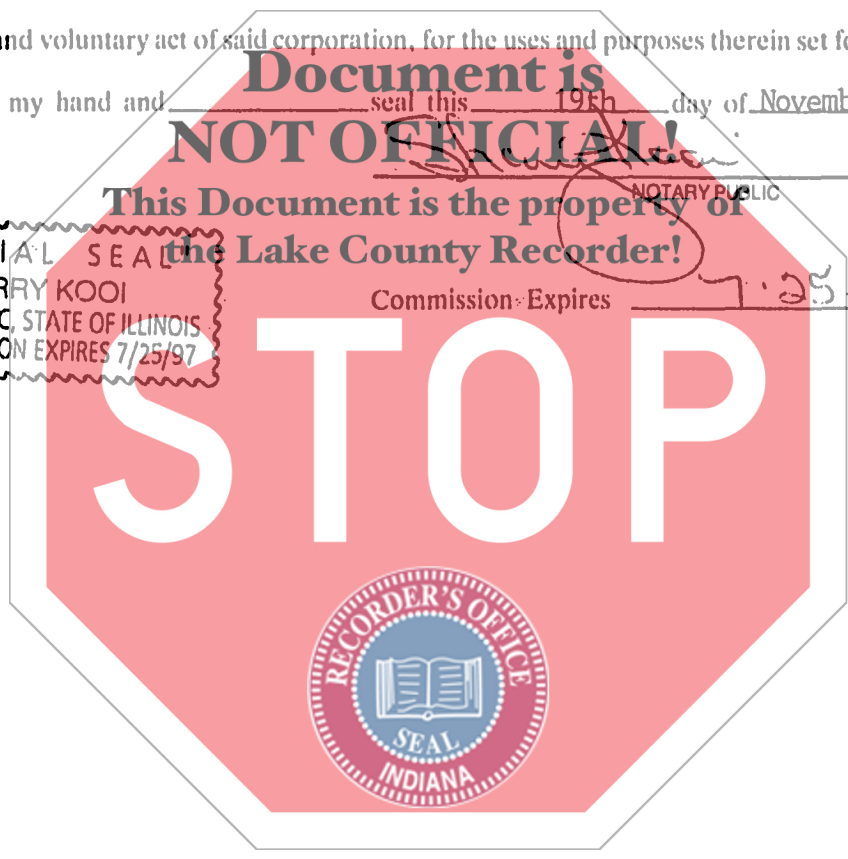 and voluntary act of said corporation, for the uses and purposes therein set fo
Document is
my hand and seal this 19th day of Novemb
NOT OFFICIAL!
NOTARY PUBLIC
This Document is the property of
the Lake County Recorder!
IAL SEAL"
RRY KOOI
C, STATE OF ILLINOIS
ON EXPIRES 7/25/97
Commission Expires 7·25
STOP
RECORDER'S OFFICE
SEAL
INDIANA